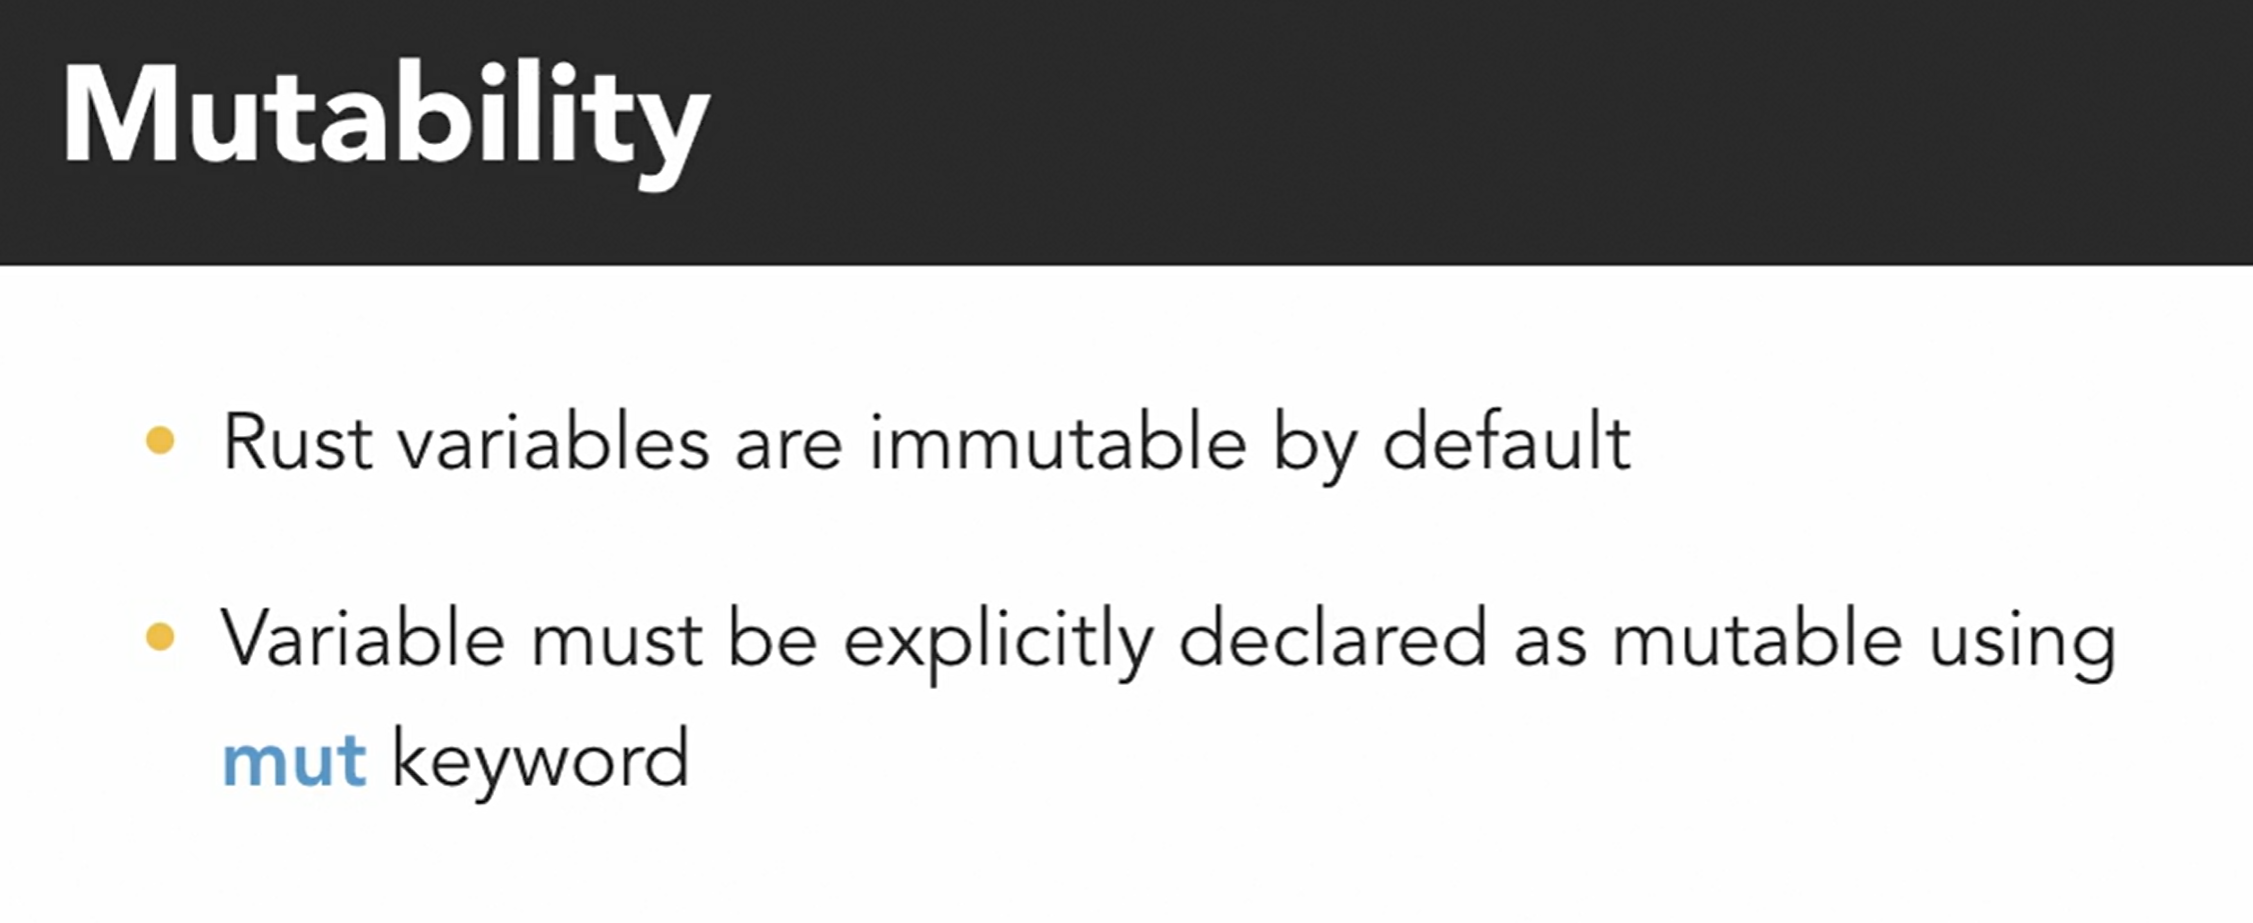 Mutability
Rust variables are immutable by default
Variable must be explicitly declared as mutable using
mut keyword